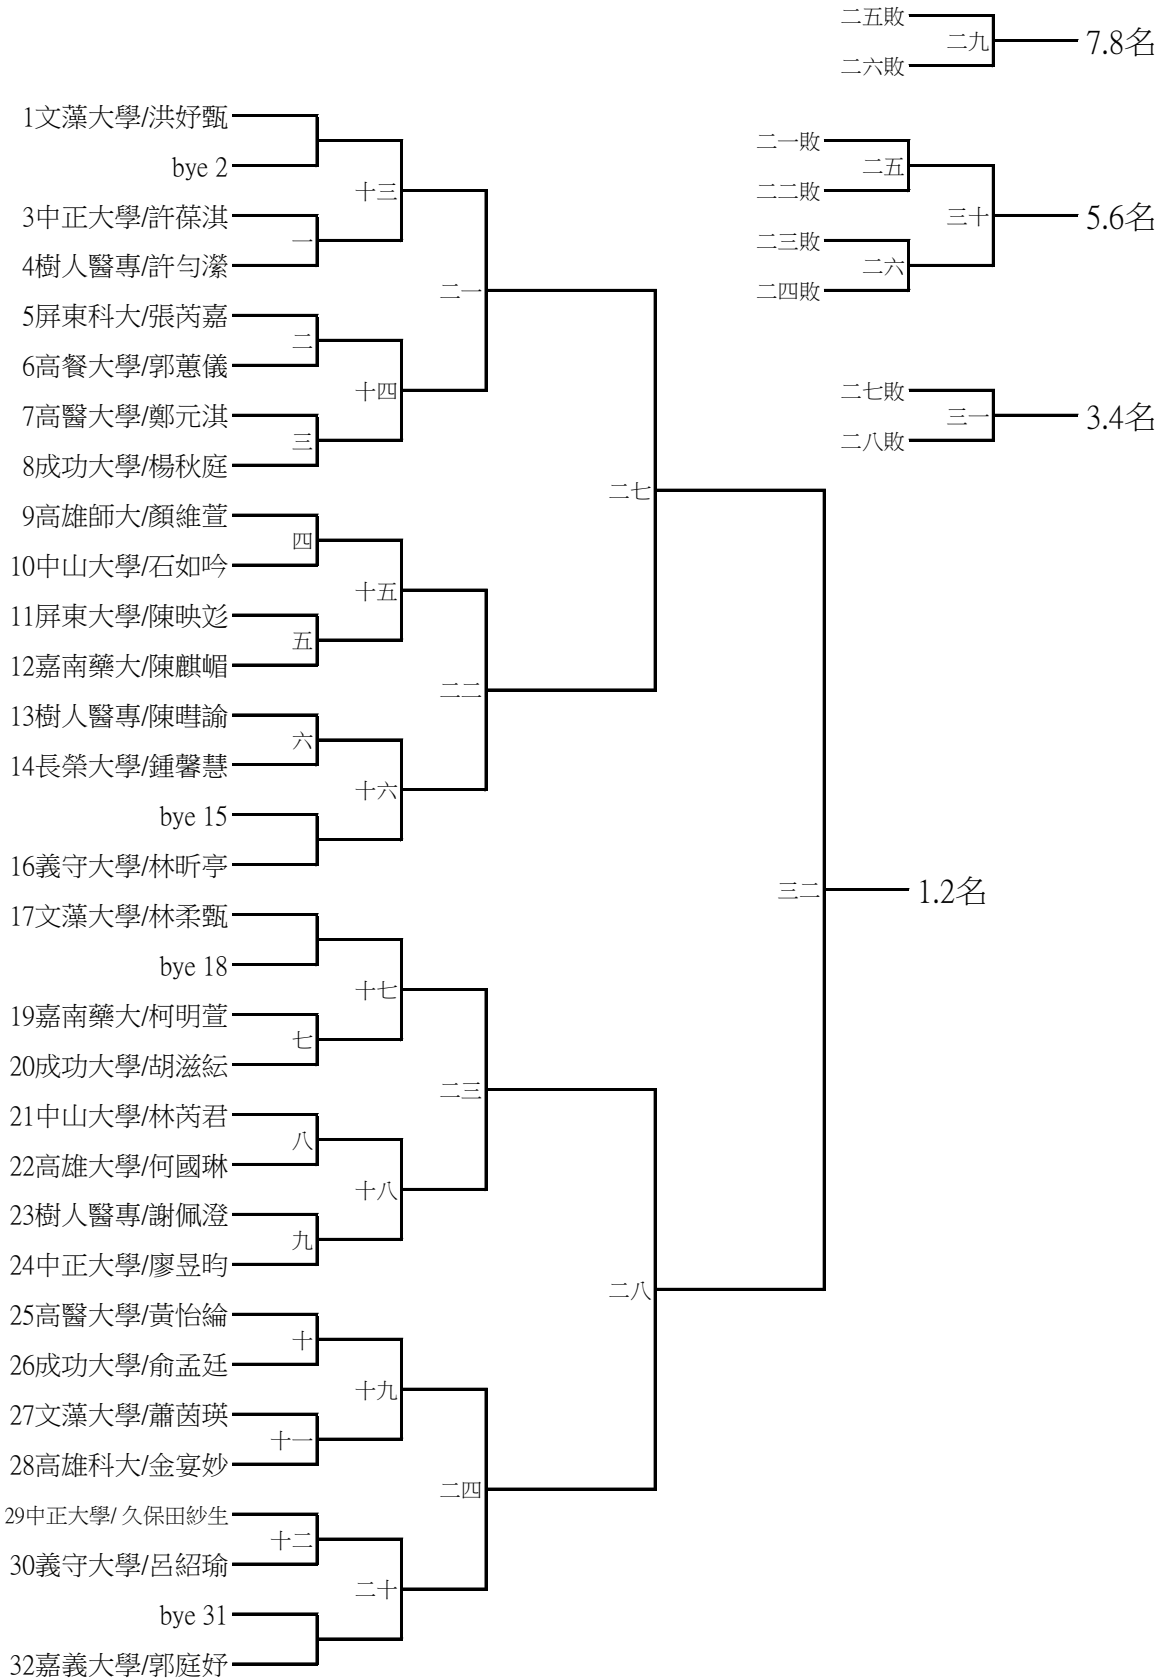 二五敗
二九
7.8名
二六敗
1文藻大學/洪妤甄
bye 2
十三
3中正大學/許葆淇
一
4樹人醫專/許勻瀠
二一
5屏東科大/張芮嘉
二
6高餐大學/郭蕙儀
十四
7高醫大學/鄭元淇
三
8成功大學/楊秋庭
二七
9高雄師大/顏維萱
四
10中山大學/石如吟
十五
11屏東大學/陳映彣
五
12嘉南藥大/陳麒嵋
二二
13樹人醫專/陳暳諭
六
14長榮大學/鍾馨慧
十六
bye 15
16義守大學/林昕亭
三二
1.2名
17文藻大學/林柔甄
bye 18
十七
19嘉南藥大/柯明萱
七
20成功大學/胡滋紜
二三
21中山大學/林芮君
八
22高雄大學/何國琳
十八
23樹人醫專/謝佩澄
九
24中正大學/廖昱昀
二八
25高醫大學/黃怡綸
十
26成功大學/俞孟廷
十九
27文藻大學/蕭茵瑛
十一
28高雄科大/金宴妙
二四
29中正大學/ 久保田紗生
十二
30義守大學/呂紹瑜
二十
bye 31
32嘉義大學/郭庭妤
二一敗
二五
二二敗
三十
5.6名
二三敗
二六
二四敗
二七敗
三一
3.4名
二八敗